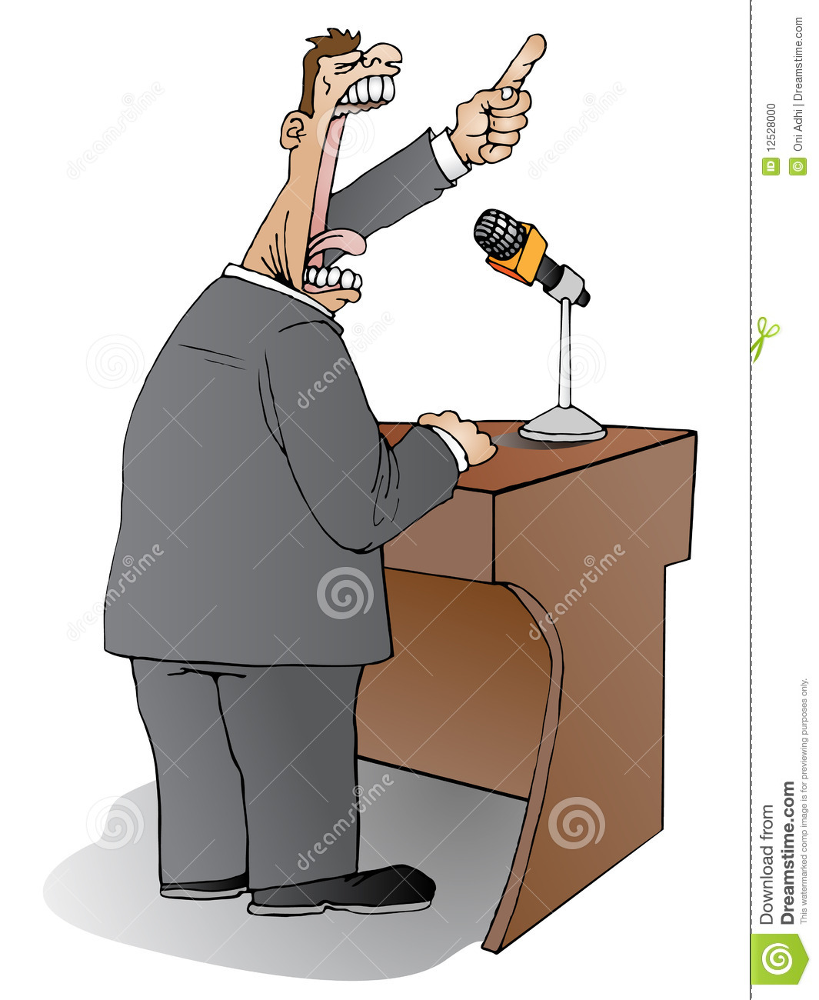 ID 12528000
© Oni Adhi | Dreamstime.com
dreamstime
dreamstime
dreamstime
dreamstime
dreamstime
dreamstime
dreamstime
dreamstime
Download from
Dreamstime.com
This watermarked comp image is for previewing purposes only.